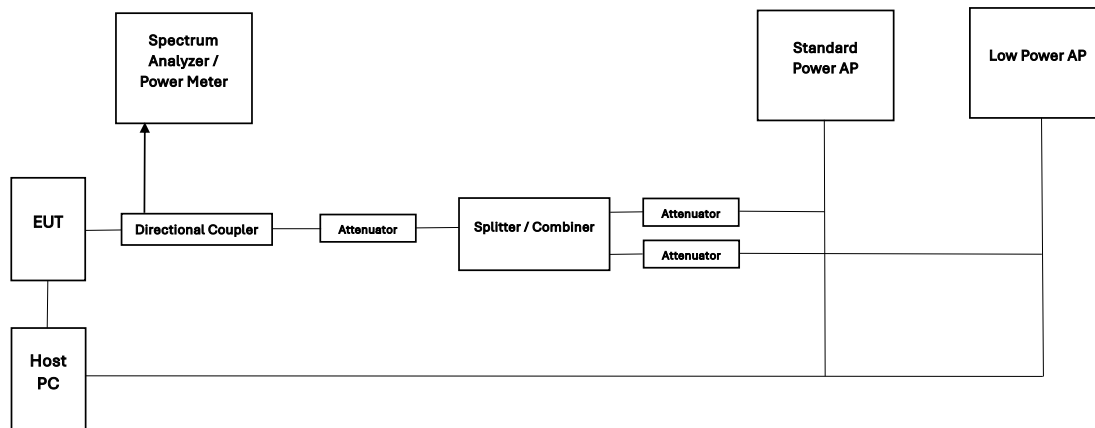 Spectrum
Analyzer /
Power Meter
Standard
Power AP
Low Power AP
EUT
Directional Coupler
Attenuator
Splitter / Combiner
Attenuator
Attenuator
Host
PC